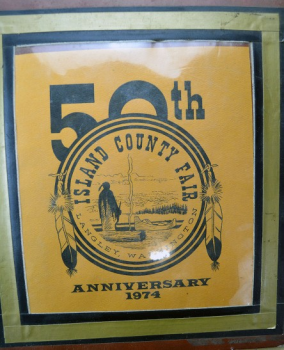 50th
ISLAND COUNTY FAIR
LANGLEY, WASHINGTON
ANNIVERSARY
1974